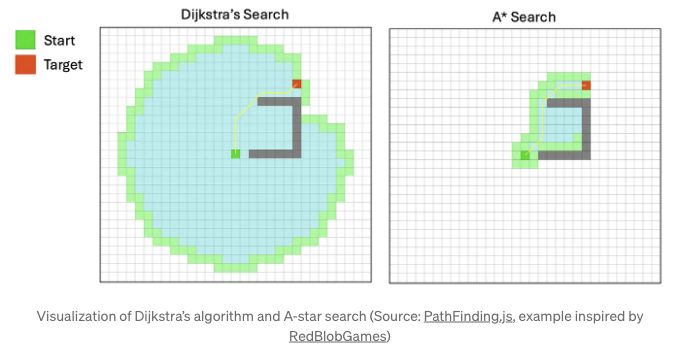 Dijkstra's Search
A* Search
Start
Target
Visualization of Dijkstra's algorithm and A-star search (Source: PathFinding.js, example inspired by
RedBlobGames)